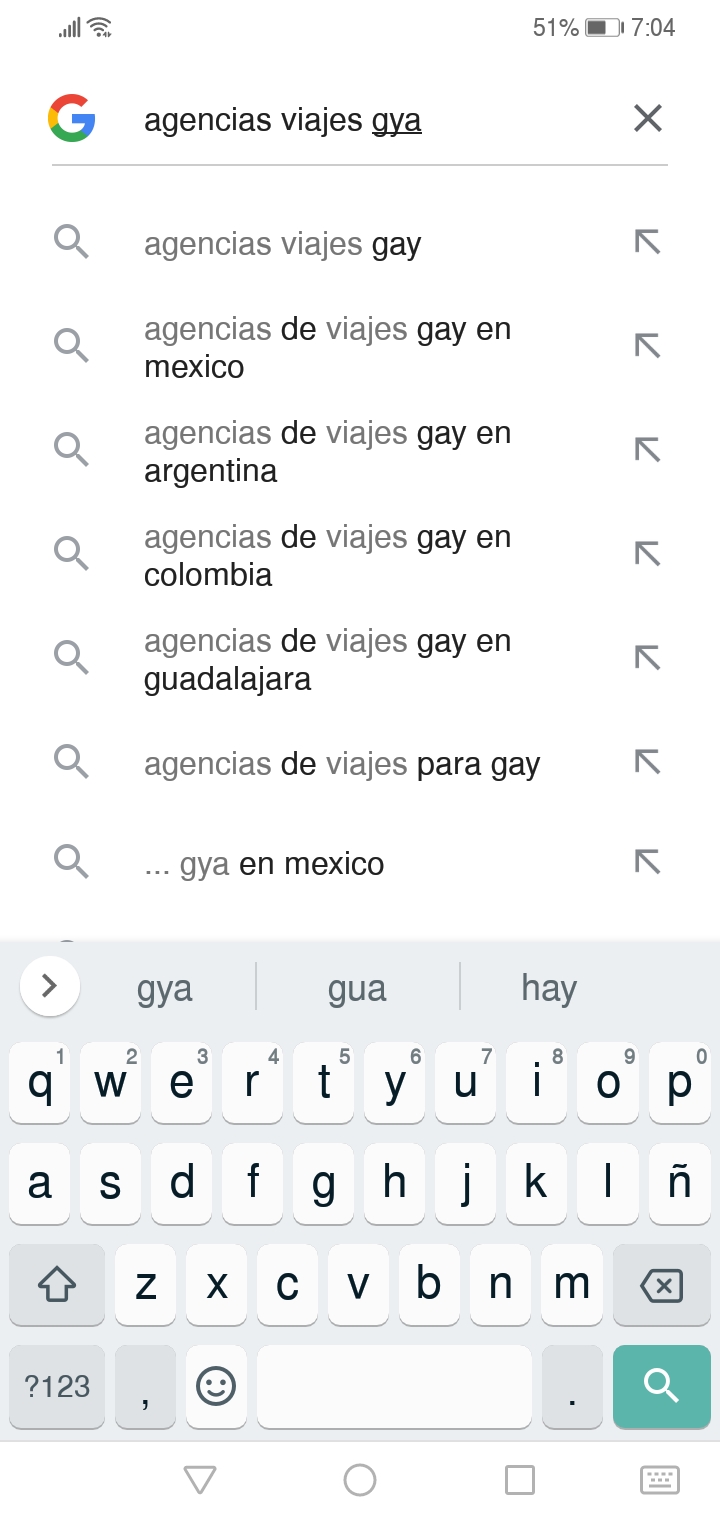 51% 7:04
agencias viajes gya
agencias viajes gay
agencias de viajes gay en
mexico
agencias de viajes gay en
argentina
agencias de viajes gay en
colombia
agencias de viajes gay en
guadalajara
agencias de viajes para gay
... gya en mexico
gya gua hay
1 2 3 4 5 6 7 8 9 0
q w e r t y u i o p
a s d f g h j k l ñ
z x c v b n m
?123 , .